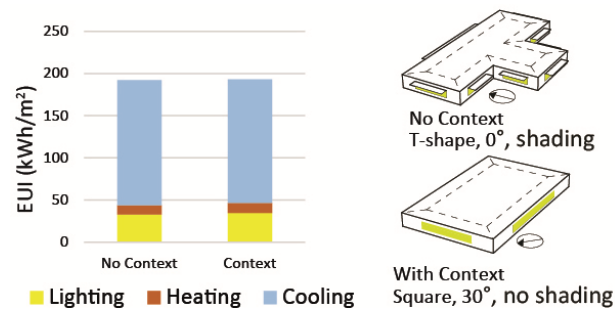 250
200
150
100
50
0
EUI (kWh/m²)
No Context
Context
Lighting
Heating
Cooling
No Context
T-shape, 0°, shading
With Context
Square, 30°, no shading